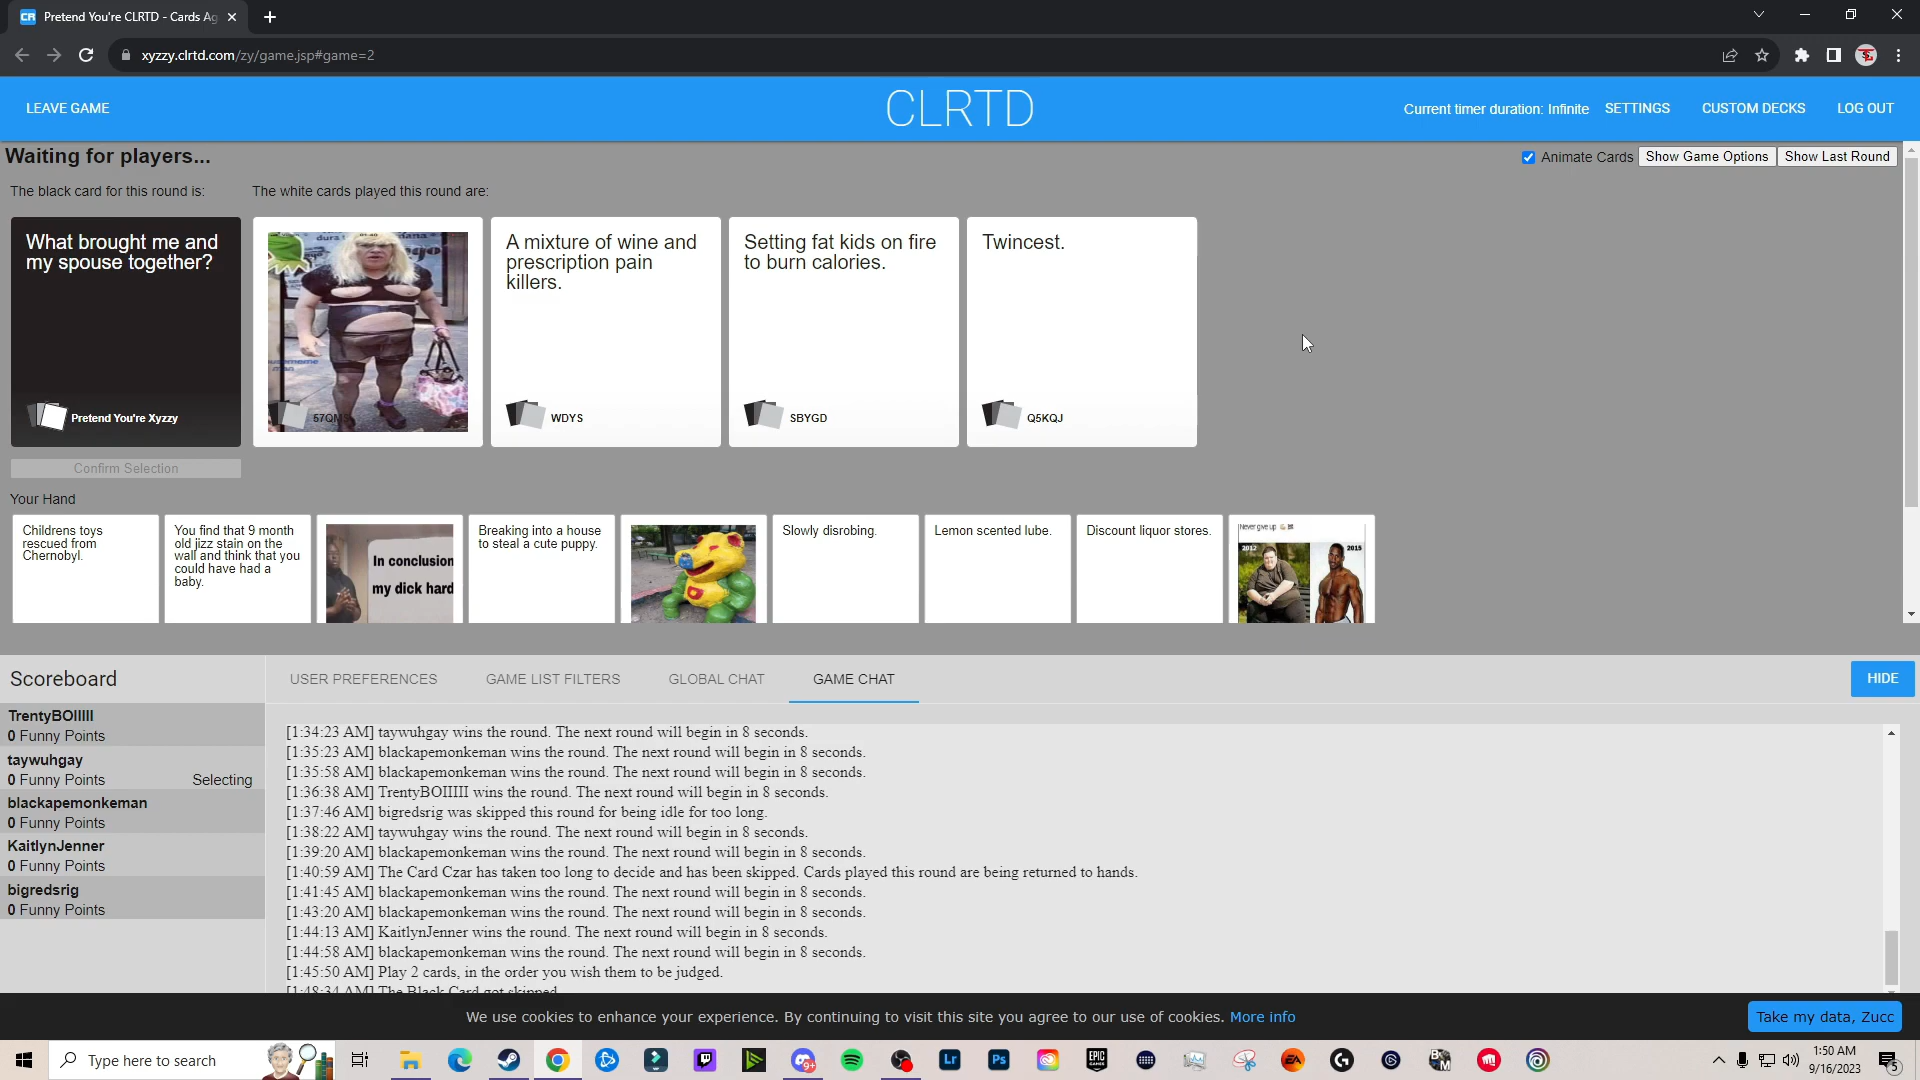 Pretend You're CLRTD - Cards Ag
xyzzy.clrtd.com/zy/game.jsp#game=2
LEAVE GAME
CLRTD
Current timer duration: Infinite
SETTINGS
CUSTOM DECKS
LOG OUT
Waiting for players...
Animate Cards
Show Game Options
Show Last Round
The black card for this round is:
The white cards played this round are:
What brought me and
my spouse together?
Pretend You're Xyzzy
A mixture of wine and
prescription pain
killers.
WDYS
Setting fat kids on fire
to burn calories.
SBYGD
Twincest.
Q5KQJ
Confirm Selection
Your Hand
Childrens toys
rescued from
Chernobyl.
You find that 9 month
old jizz stain on the
wall and think that you
could have had a
baby.
In conclusion
my dick hard
Breaking into a house
to steal a cute puppy.
D
Slowly disrobing.
Lemon scented lube.
Discount liquor stores.
Never give up
2012
2015
Scoreboard
USER PREFERENCES
GAME LIST FILTERS
GLOBAL CHAT
GAME CHAT
HIDE
TrentyBOIIIII
0 Funny Points
taywuhgay
0 Funny Points
Selecting
blackapemonkeman
0 Funny Points
KaitlynJenner
0 Funny Points
bigredsrig
0 Funny Points
[1:34:23 AM] taywuhgay wins the round. The next round will begin in 8 seconds.
[1:35:23 AM] blackapemonkeman wins the round. The next round will begin in 8 seconds.
[1:35:58 AM] blackapemonkeman wins the round. The next round will begin in 8 seconds.
[1:36:38 AM] TrentyBOIIIII wins the round. The next round will begin in 8 seconds.
[1:37:46 AM] bigredsrig was skipped this round for being idle for too long.
[1:38:22 AM] taywuhgay wins the round. The next round will begin in 8 seconds.
[1:39:20 AM] blackapemonkeman wins the round. The next round will begin in 8 seconds.
[1:40:59 AM] The Card Czar has taken too long to decide and has been skipped. Cards played this round are being returned to hands.
[1:41:45 AM] blackapemonkeman wins the round. The next round will begin in 8 seconds.
[1:43:20 AM] blackapemonkeman wins the round. The next round will begin in 8 seconds.
[1:44:13 AM] KaitlynJenner wins the round. The next round will begin in 8 seconds.
[1:44:58 AM] blackapemonkeman wins the round. The next round will begin in 8 seconds.
[1:45:50 AM] Play 2 cards, in the order you wish them to be judged.
[1:48:34 AM] The Black Card got skipped
We use cookies to enhance your experience. By continuing to visit this site you agree to our use of cookies. More info
Take my data, Zucc
Type here to search
9+
Lr
Ps
EPIC
GAMES
EA
1:50 AM
9/16/2023
5